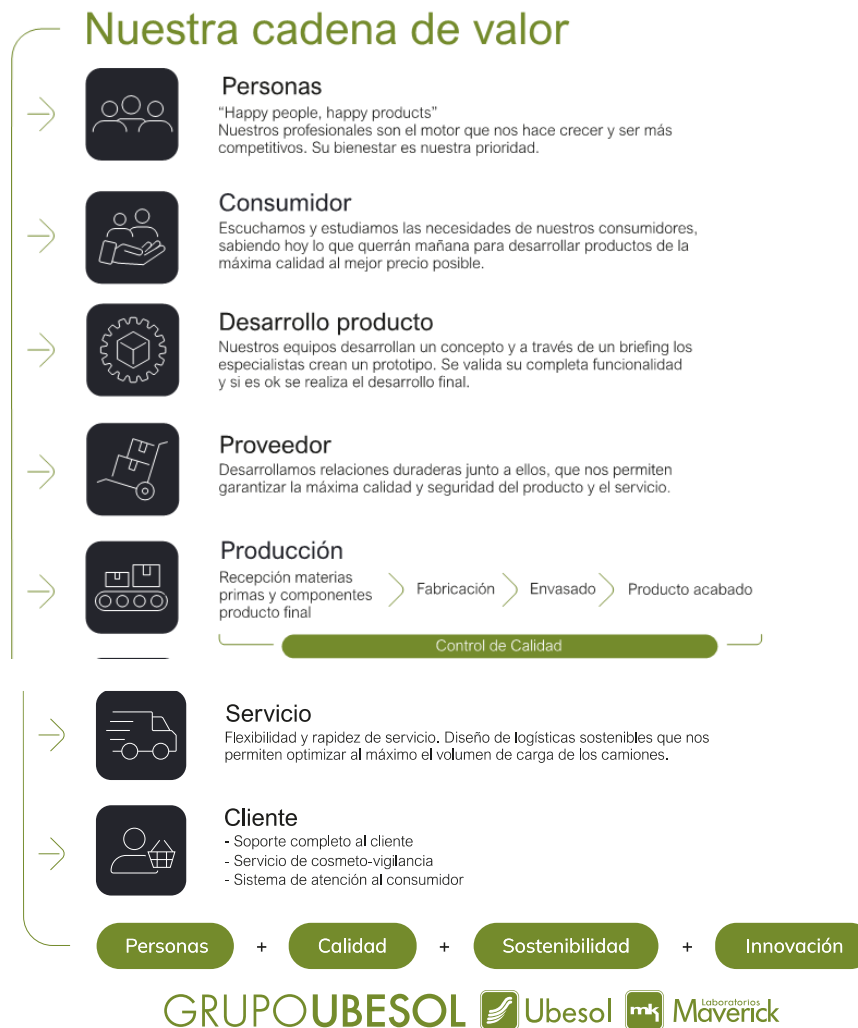 Nuestra cadena de valor
Personas
“Happy people, happy products”
Nuestros profesionales son el motor que nos hace crecer y ser más
competitivos. Su bienestar es nuestra prioridad.
Consumidor
Escuchamos y estudiamos las necesidades de nuestros consumidores,
sabiendo hoy lo que querrán mañana para desarrollar productos de la
máxima calidad al mejor precio posible.
Desarrollo producto
Nuestros equipos desarrollan un concepto y a través de un briefing los
especialistas crean un prototipo. Se valida su completa funcionalidad
y si es ok se realiza el desarrollo final.
Proveedor
Desarrollamos relaciones duraderas junto a ellos, que nos permiten
garantizar la máxima calidad y seguridad del producto y el servicio.
Producción
Recepción materias
primas y componentes
producto final
Fabricación
Envasado
Producto acabado
Control de Calidad
Servicio
Flexibilidad y rapidez de servicio. Diseño de logísticas sostenibles que nos
permiten optimizar al máximo el volumen de carga de los camiones.
Cliente
- Soporte completo al cliente
- Servicio de cosmeto-vigilancia
- Sistema de atención al consumidor
Personas + Calidad + Sostenibilidad + Innovación
GRUPOUBESOL Ubesol mk Laboratorios Maverick